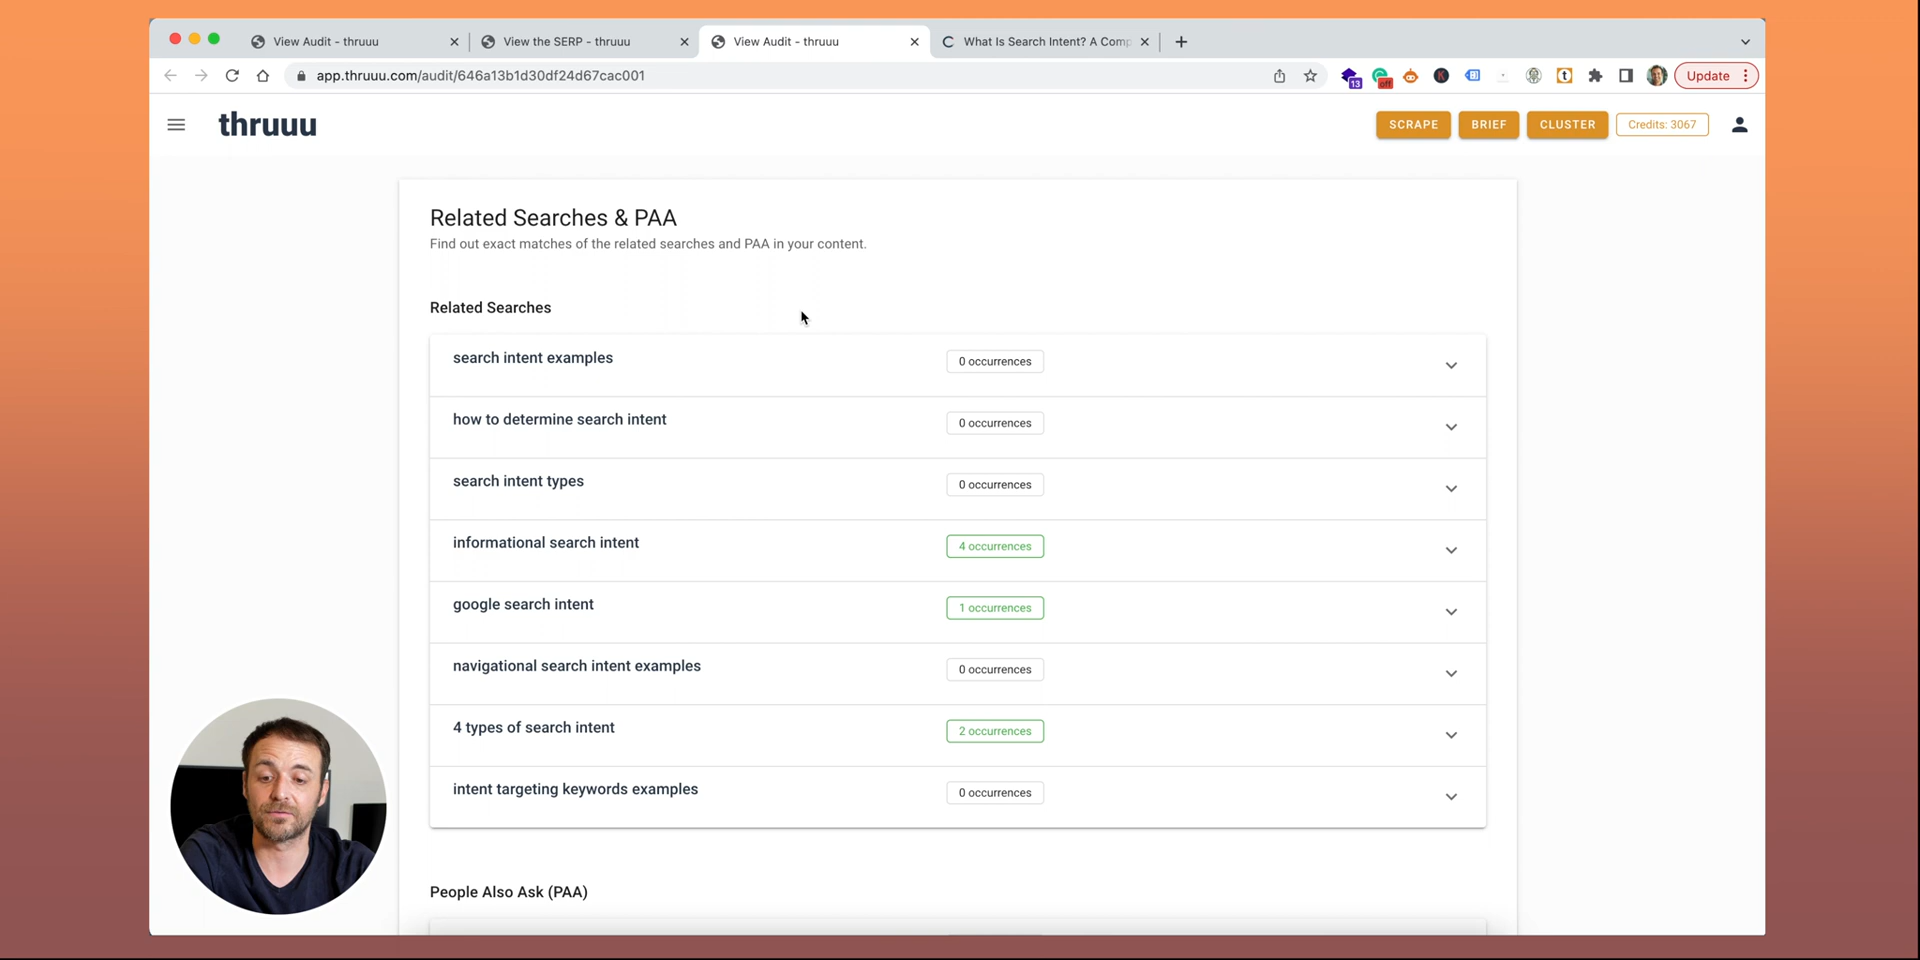 View Audit - thruuu
View the SERP - thruuu
View Audit - thruuu
What Is Search Intent? A Comp
app.thruuu.com/audit/646a13b1d30df24d67cac001
13
off
Update
thruuu
SCRAPE
BRIEF
CLUSTER
Credits: 3067
Related Searches & PAA
Find out exact matches of the related searches and PAA in your content.
Related Searches
search intent examples
0 occurrences
how to determine search intent
0 occurrences
search intent types
0 occurrences
informational search intent
4 occurrences
google search intent
1 occurrences
navigational search intent examples
0 occurrences
4 types of search intent
2 occurrences
intent targeting keywords examples
0 occurrences
People Also Ask (PAA)